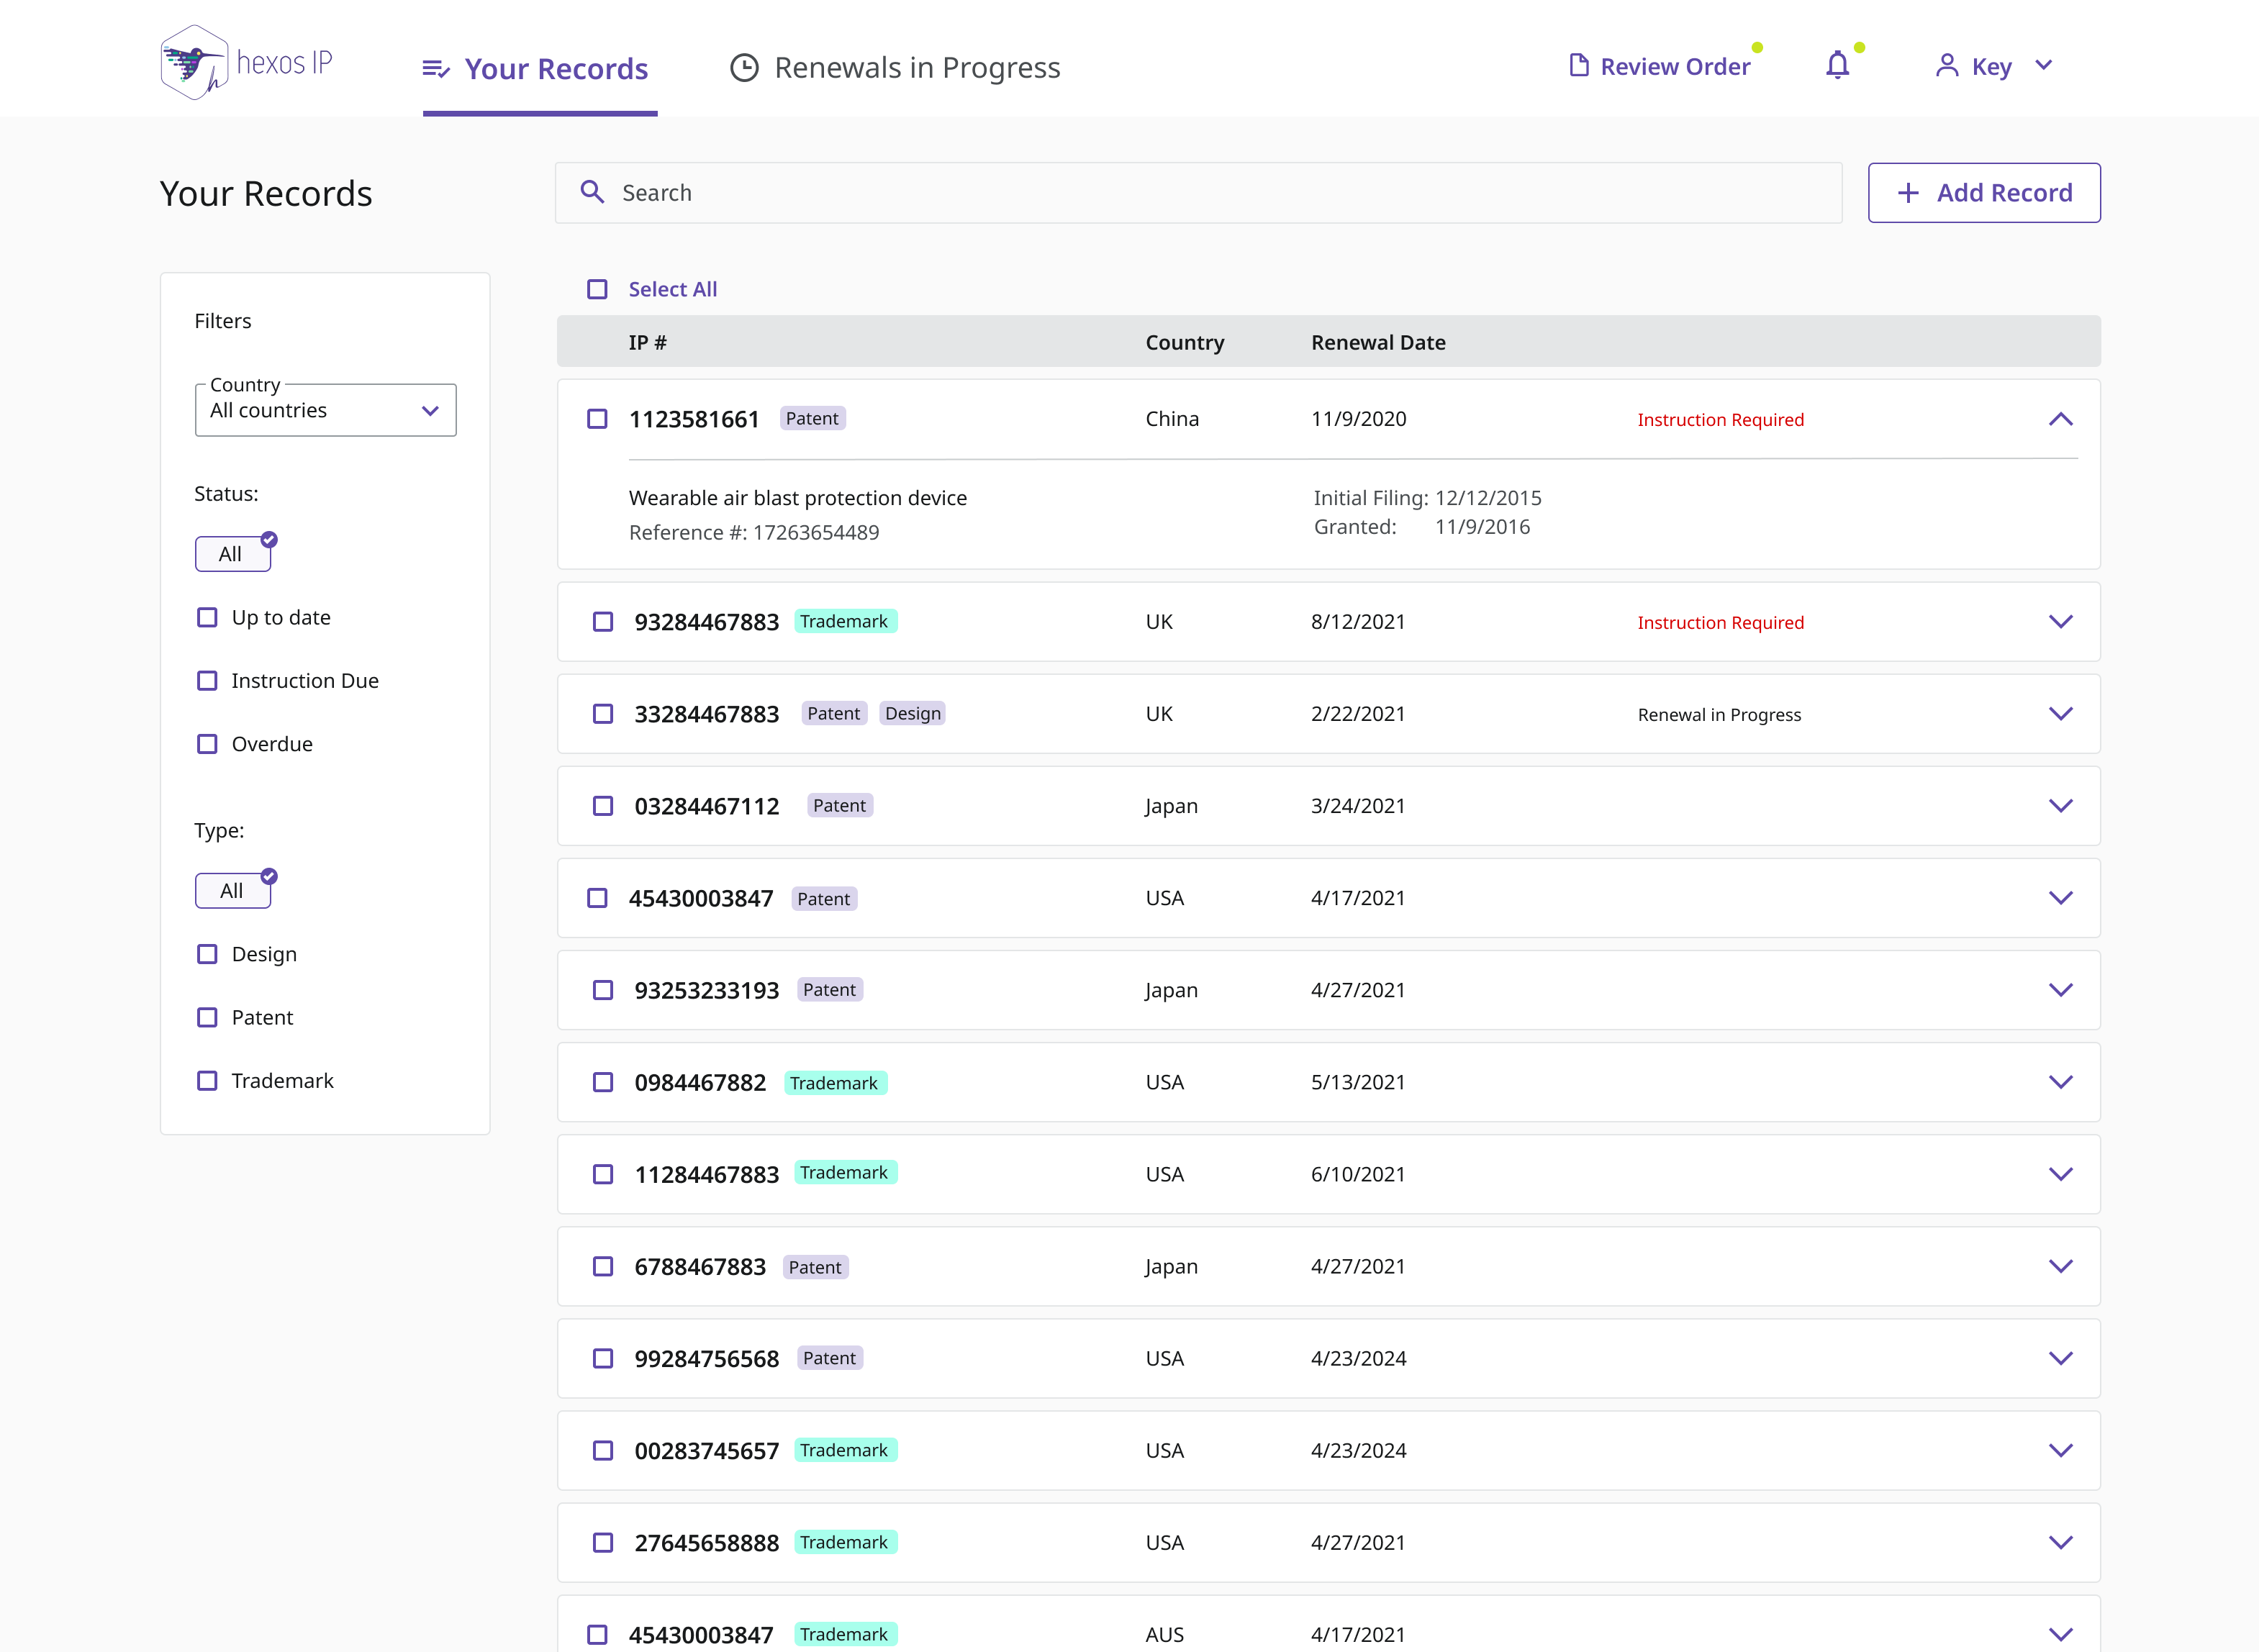 hexos IP
Your Records
Renewals in Progress
Review Order
Key
Your Records
Search
Add Record
Filters
Country
All countries
Status:
All
Up to date
Instruction Due
Overdue
Type:
All
Design
Patent
Trademark
Select All
IP # Country Renewal Date
1123581661 Patent China 11/9/2020 Instruction Required
Wearable air blast protection device Initial Filing: 12/12/2015
Reference #: 17263654489 Granted: 11/9/2016
93284467883 Trademark UK 8/12/2021 Instruction Required
33284467883 Patent Design UK 2/22/2021 Renewal in Progress
03284467112 Patent Japan 3/24/2021
45430003847 Patent USA 4/17/2021
93253233193 Patent Japan 4/27/2021
0984467882 Trademark USA 5/13/2021
11284467883 Trademark USA 6/10/2021
6788467883 Patent Japan 4/27/2021
99284756568 Patent USA 4/23/2024
00283745657 Trademark USA 4/23/2024
27645658888 Trademark USA 4/27/2021
45430003847 Trademark AUS 4/17/2021